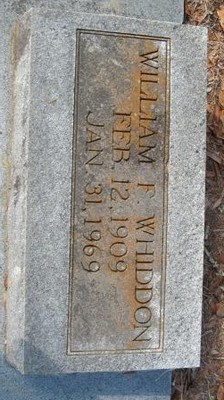 WILLIAM F. WHIDDON
FEB. 12, 1909
JAN. 31, 1969